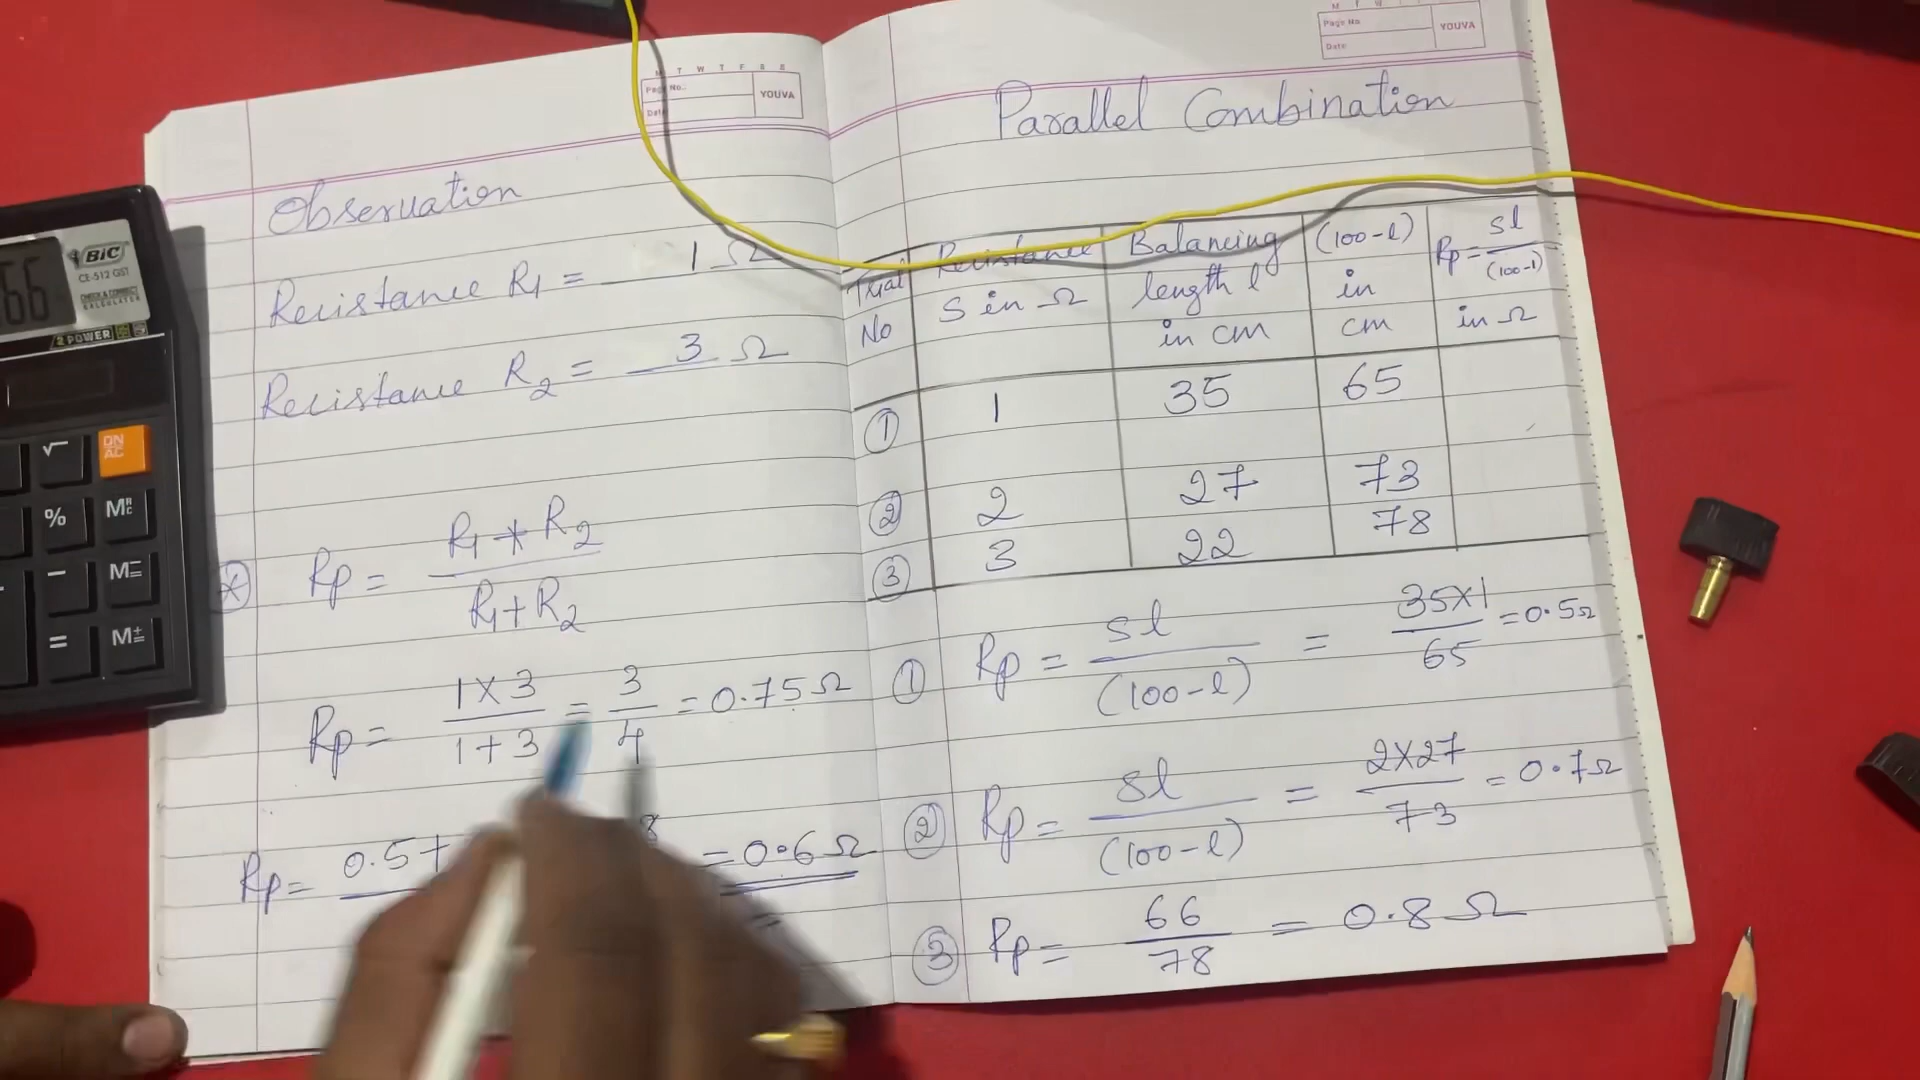 M T W T F S S
Page No.:
Date:
YOUVA
Observation
Resistance R1 = 1 Ω
Resistance R2 = 3 Ω
Rp = R1 * R2 / R1 + R2
Rp = 1 × 3 / 1 + 3 = 3 / 4 = 0.75 Ω
Rp = 0.5 + 8 = 0.6 Ω
M T W
Page No
Date
YOUVA
Parallel Combination
Trial No | Resistance S in Ω | Balancing length l in cm | (100-l) in cm | Rp = Sl / (100-l) in Ω
① 1 35 65
② 2 27 73
③ 3 22 78
① Rp = Sl / (100-l) = 35×1 / 65 = 0.5Ω
② Rp = Sl / (100-l) = 2×27 / 73 = 0.7Ω
③ Rp = 66 / 78 = 0.8 Ω
66
BiC
CE-512 GST
CHECK & CORRECT
CALCULATOR
2 POWER
√ ON AC
% MRC
- M=
= M±